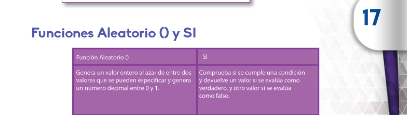 17
Funciones Aleatorio () y SI
Función Aleatorio ()
SI
Genera un valor entero al azar de entre dos
valores que se pueden especificar y genera
un número decimal entre 0 y 1.
Comprueba si se cumple una condición
y devuelve un valor si se evalúa como
verdadero, y otro valor si se evalúa
como falso.